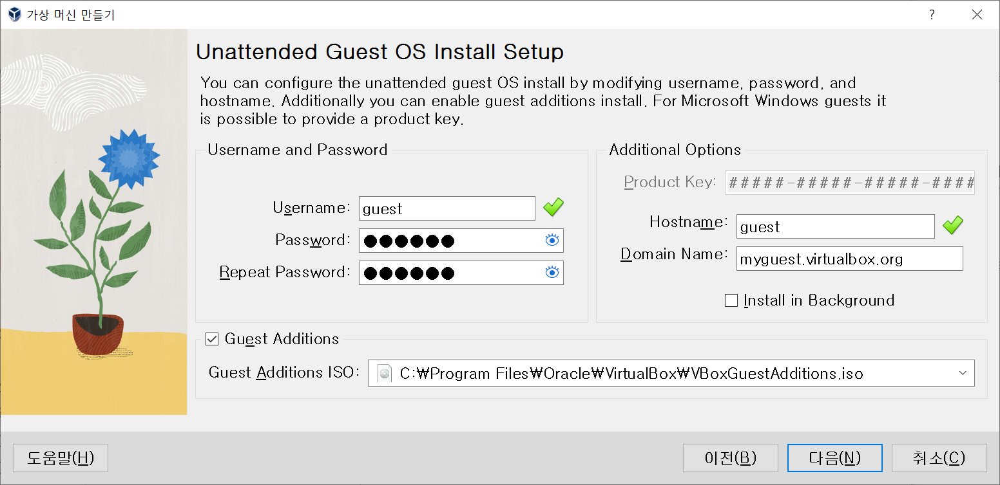 가상 머신 만들기
?
Unattended Guest OS Install Setup
You can configure the unattended guest OS install by modifying username, password, and
hostname. Additionally you can enable guest additions install. For Microsoft Windows guests it
is possible to provide a product key.
Username and Password
Username: guest
Password: ●●●●●●
Repeat Password: ●●●●●●
Additional Options
Product Key: #####-#####-#####-####
Hostname: guest
Domain Name: myguest.virtualbox.org
Install in Background
Guest Additions
Guest Additions ISO: C:₩Program Files₩Oracle₩VirtualBox₩VBoxGuestAdditions.iso
도움말(H)
이전(B)
다음(N)
취소(C)